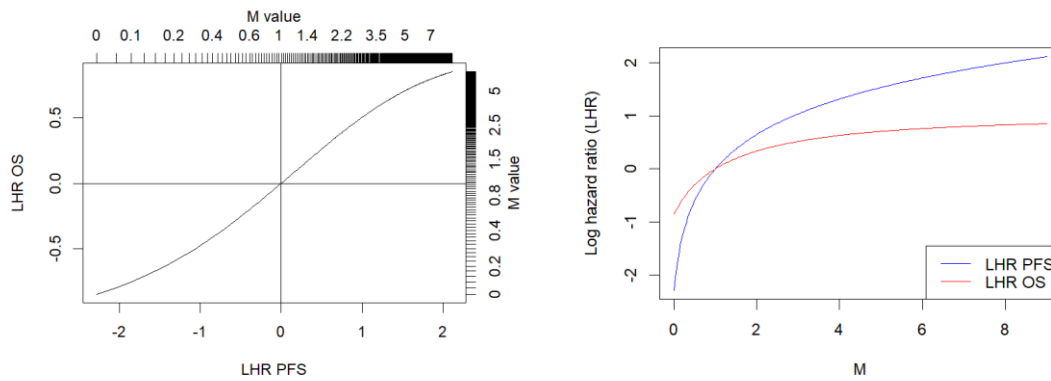 M value
0 0.1 0.2 0.4 0.6 1 1.4 2.2 3.5 5 7
LHR OS
0.5
0.0
-0.5
5
2.5
1.5
0.8
0.4
0.2
0
M value
-2 -1 0 1 2
LHR PFS
Log hazard ratio (LHR)
2
1
0
-1
-2
LHR PFS
LHR OS
0 2 4 6 8
M